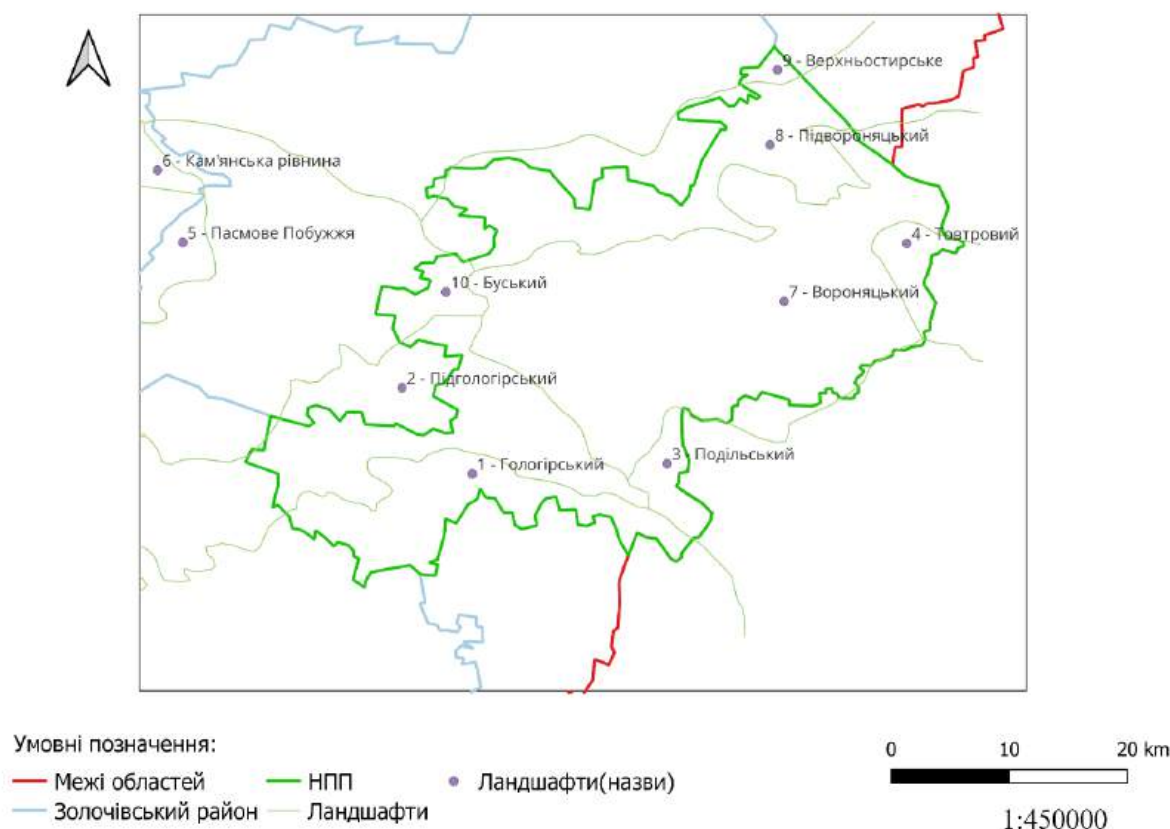 9 - Верхньостирське
8 - Підвороняцький
6 - Кам'янська рівнина
5 - Пасмове Побужжя
4 - Товтровий
10 - Буський
7 - Вороняцький
2 - Підгологірський
1 - Гологірський
3 - Подільський
Умовні позначення:
Межі областей
НПП
Ландшафти(назви)
Золочівський район
Ландшафти
0 10 20 km
1:450000